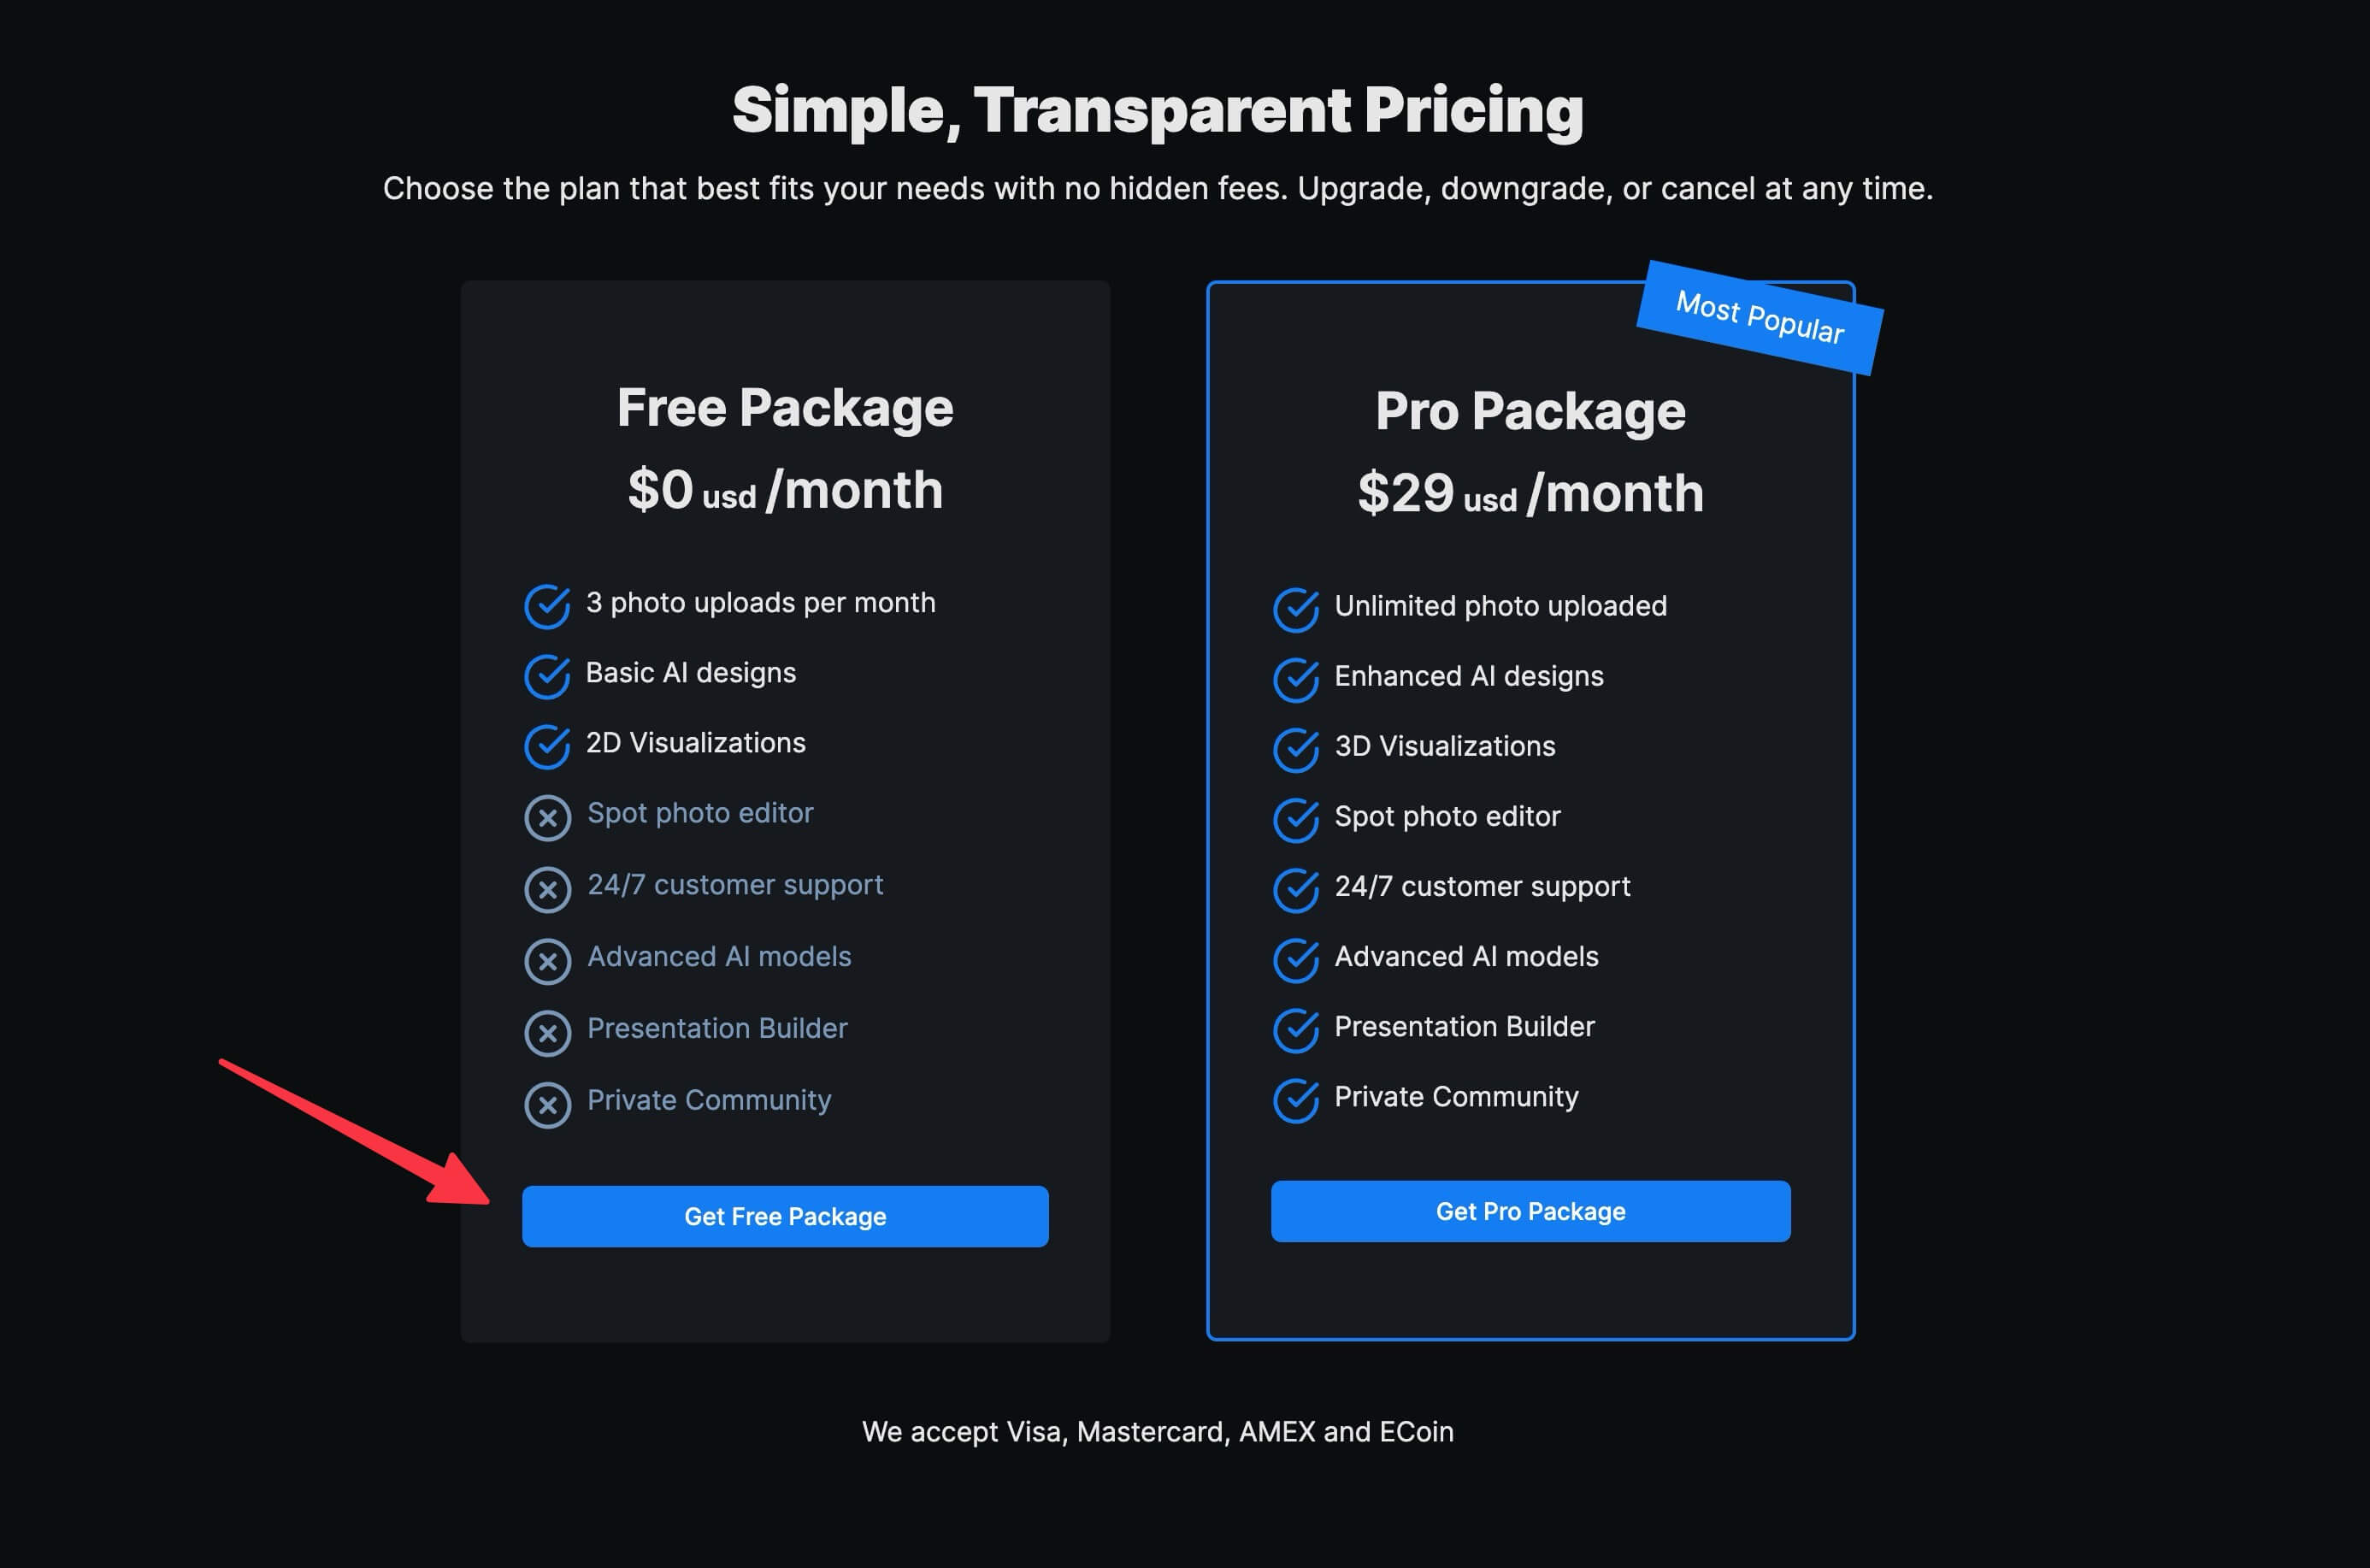 Simple, Transparent Pricing
Choose the plan that best fits your needs with no hidden fees. Upgrade, downgrade, or cancel at any time.
Free Package
$0 usd /month
3 photo uploads per month
Basic AI designs
2D Visualizations
Spot photo editor
24/7 customer support
Advanced AI models
Presentation Builder
Private Community
Get Free Package
Most Popular
Pro Package
$29 usd /month
Unlimited photo uploaded
Enhanced AI designs
3D Visualizations
Spot photo editor
24/7 customer support
Advanced AI models
Presentation Builder
Private Community
Get Pro Package
We accept Visa, Mastercard, AMEX and ECoin